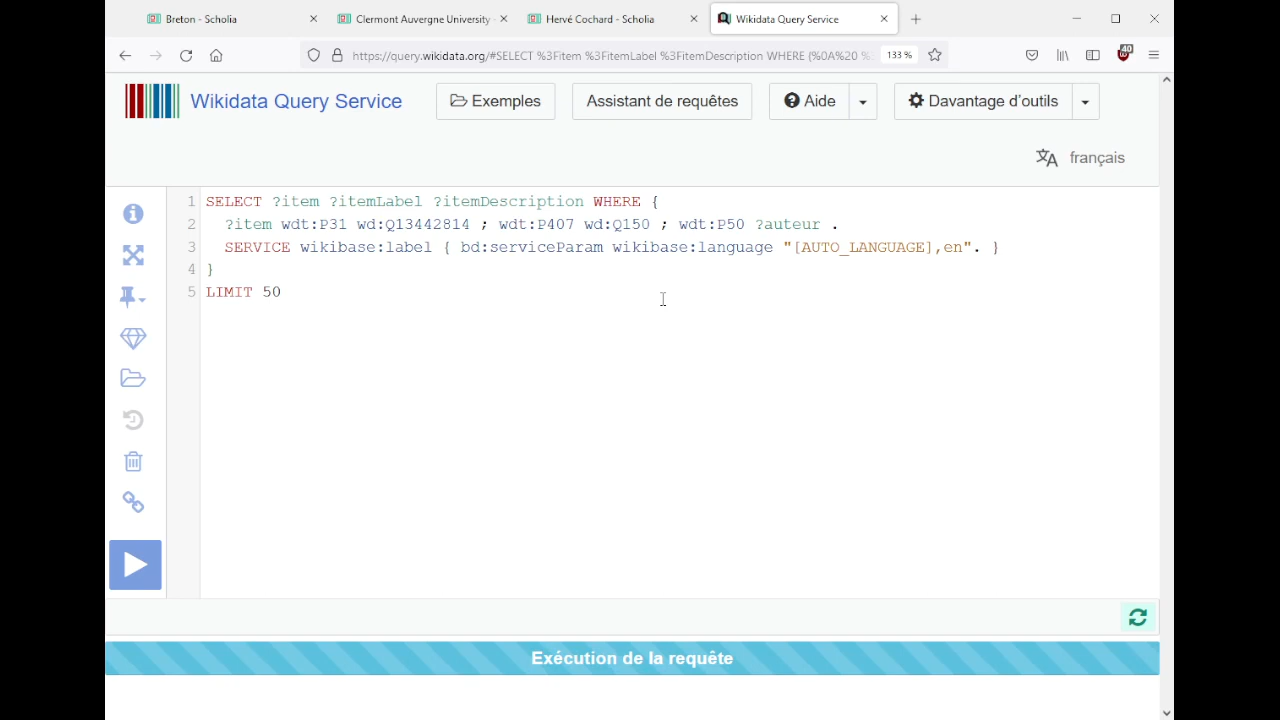 Breton - Scholia
Clermont Auvergne University
Hervé Cochard - Scholia
Wikidata Query Service
https://query.wikidata.org/#SELECT %3Fitem %3FitemLabel %3FitemDescription WHERE {%0A%20 %
133 %
40
Wikidata Query Service
Exemples
Assistant de requêtes
Aide
Davantage d'outils
français
1 SELECT ?item ?itemLabel ?itemDescription WHERE {
2 ?item wdt:P31 wd:Q13442814 ; wdt:P407 wd:Q150 ; wdt:P50 ?auteur .
3 SERVICE wikibase:label { bd:serviceParam wikibase:language "[AUTO_LANGUAGE],en". }
4 }
5 LIMIT 50
Exécution de la requête